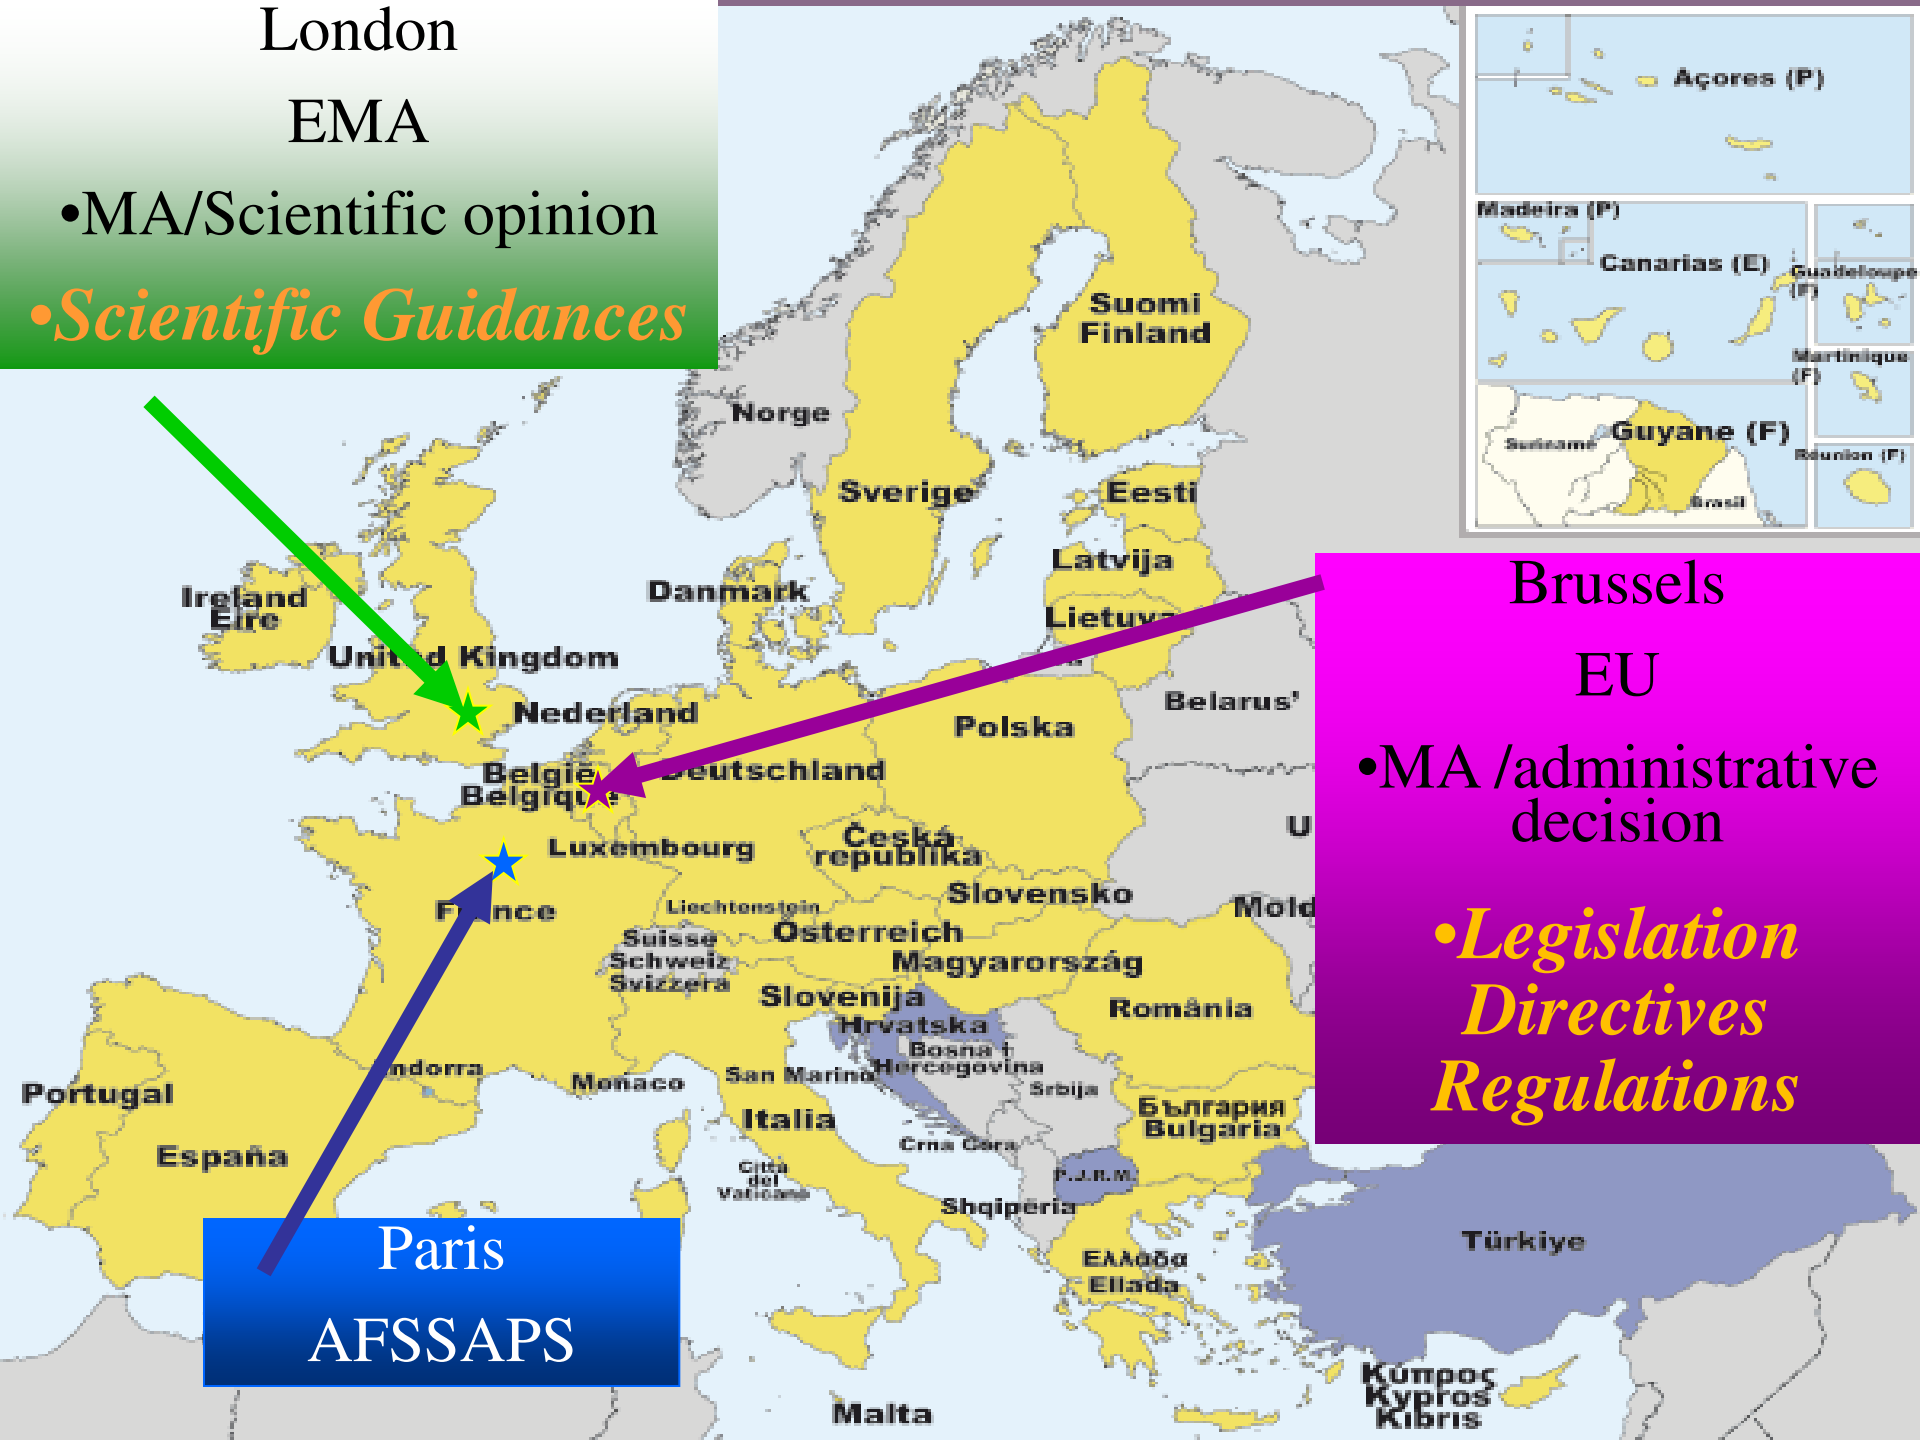 London
EMA
•MA/Scientific opinion
•Scientific Guidances
Açores (P)
Madeira (P)
Canarias (E)
Guadeloupe
(F)
Martinique
(F)
Guyane (F)
Suriname
Réunion (F)
Brasil
Suomi
Finland
Norge
Sverige
Eesti
Latvija
Lietuva
Danmark
Ireland
Éire
United Kingdom
Nederland
Belarus’
Polska
België
Belgique
Deutschland
Luxembourg
Česká
republika
Slovensko
Liechtenstein
France
Österreich
Suisse
Schweiz
Svizzera
Magyarország
Slovenija
România
Hrvatska
Bosna i
Hercegovina
Srbija
Andorra
Monaco
San Marino
Portugal
Italia
България
Bulgaria
España
Crna Gora
Città
del
Vaticano
P.J.R.M.
Shqipëria
Türkiye
Ελλαδα
Ellada
Malta
Κύπρος
Kypros
Kibris
U
Mold
Brussels
EU
•MA /administrative
decision
•Legislation
Directives
Regulations
Paris
AFSSAPS